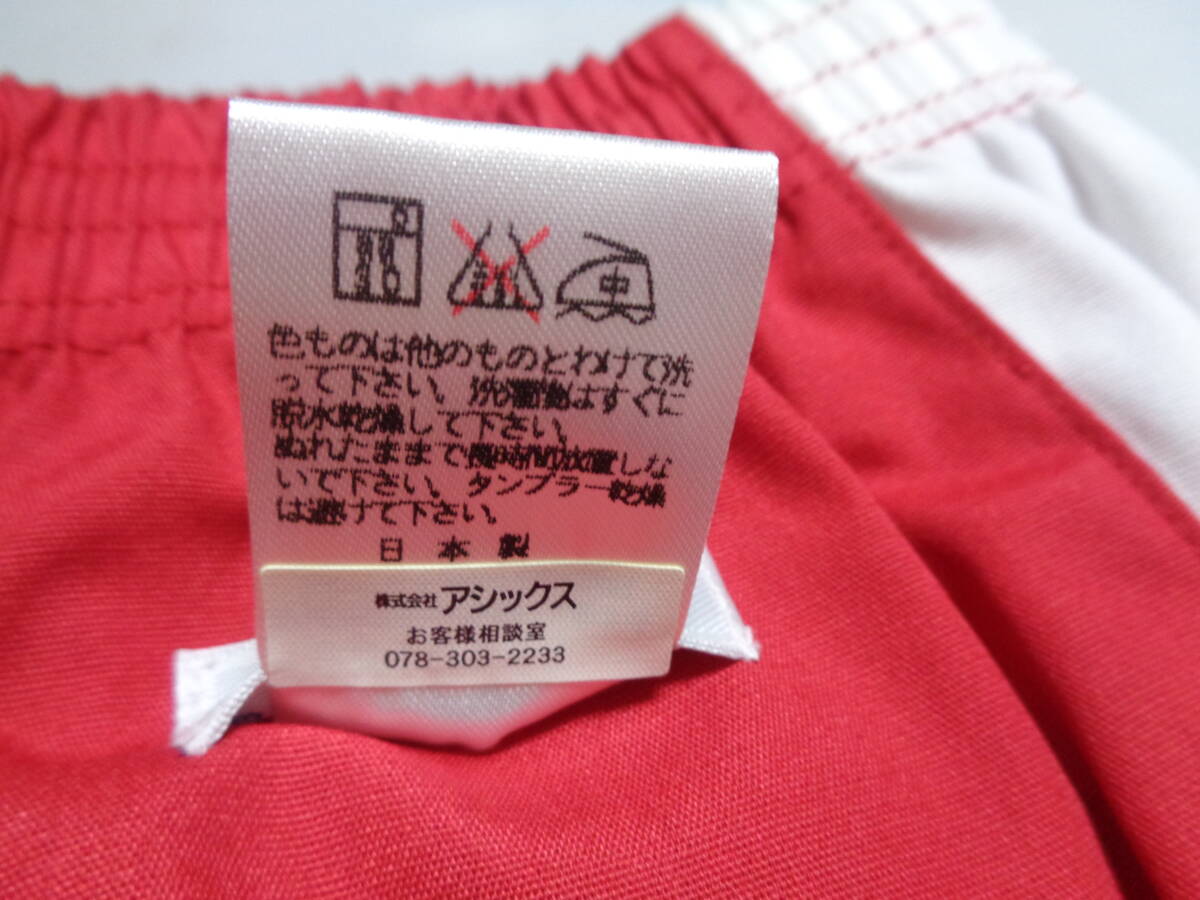 中
色ものは他のものとわけて洗
って下さい。洗濯後はすぐに
脱水乾燥して下さい。
ぬれたままで長時間放置しな
いで下さい。タンブラー乾燥
は避けて下さい。
日本製
株式会社アシックス
お客様相談室
078-303-2233